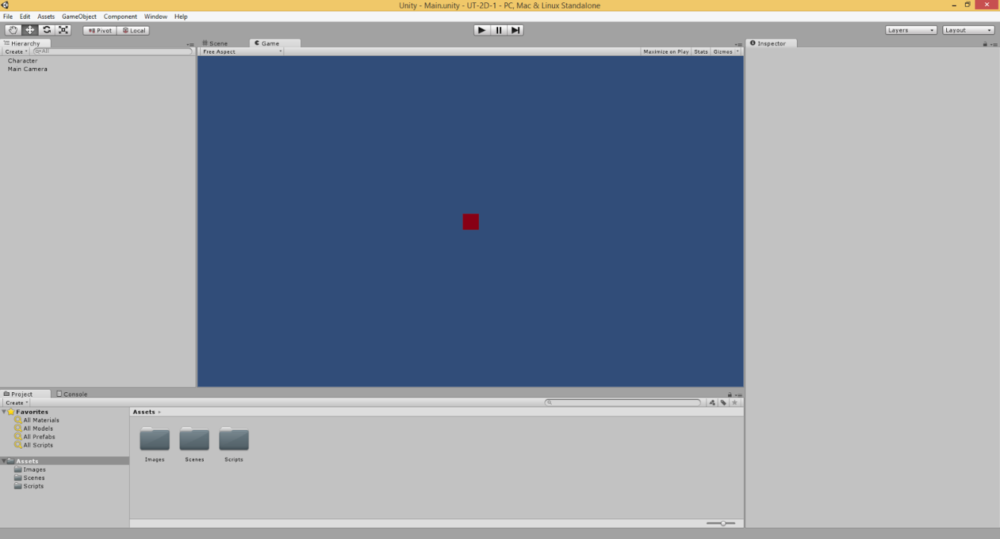 Unity - Main.unity - UT-2D-1 - PC, Mac & Linux Standalone
File Edit Assets GameObject Component Window Help
Pivot Local Layers Layout
Hierarchy Scene Game Inspector
Create All Free Aspect Maximize on Play Stats Gizmos
Character
Main Camera
Project Console
Create
Favorites Assets
All Materials
All Models
All Prefabs
All Scripts
Images Scenes Scripts
Assets
Images
Scenes
Scripts